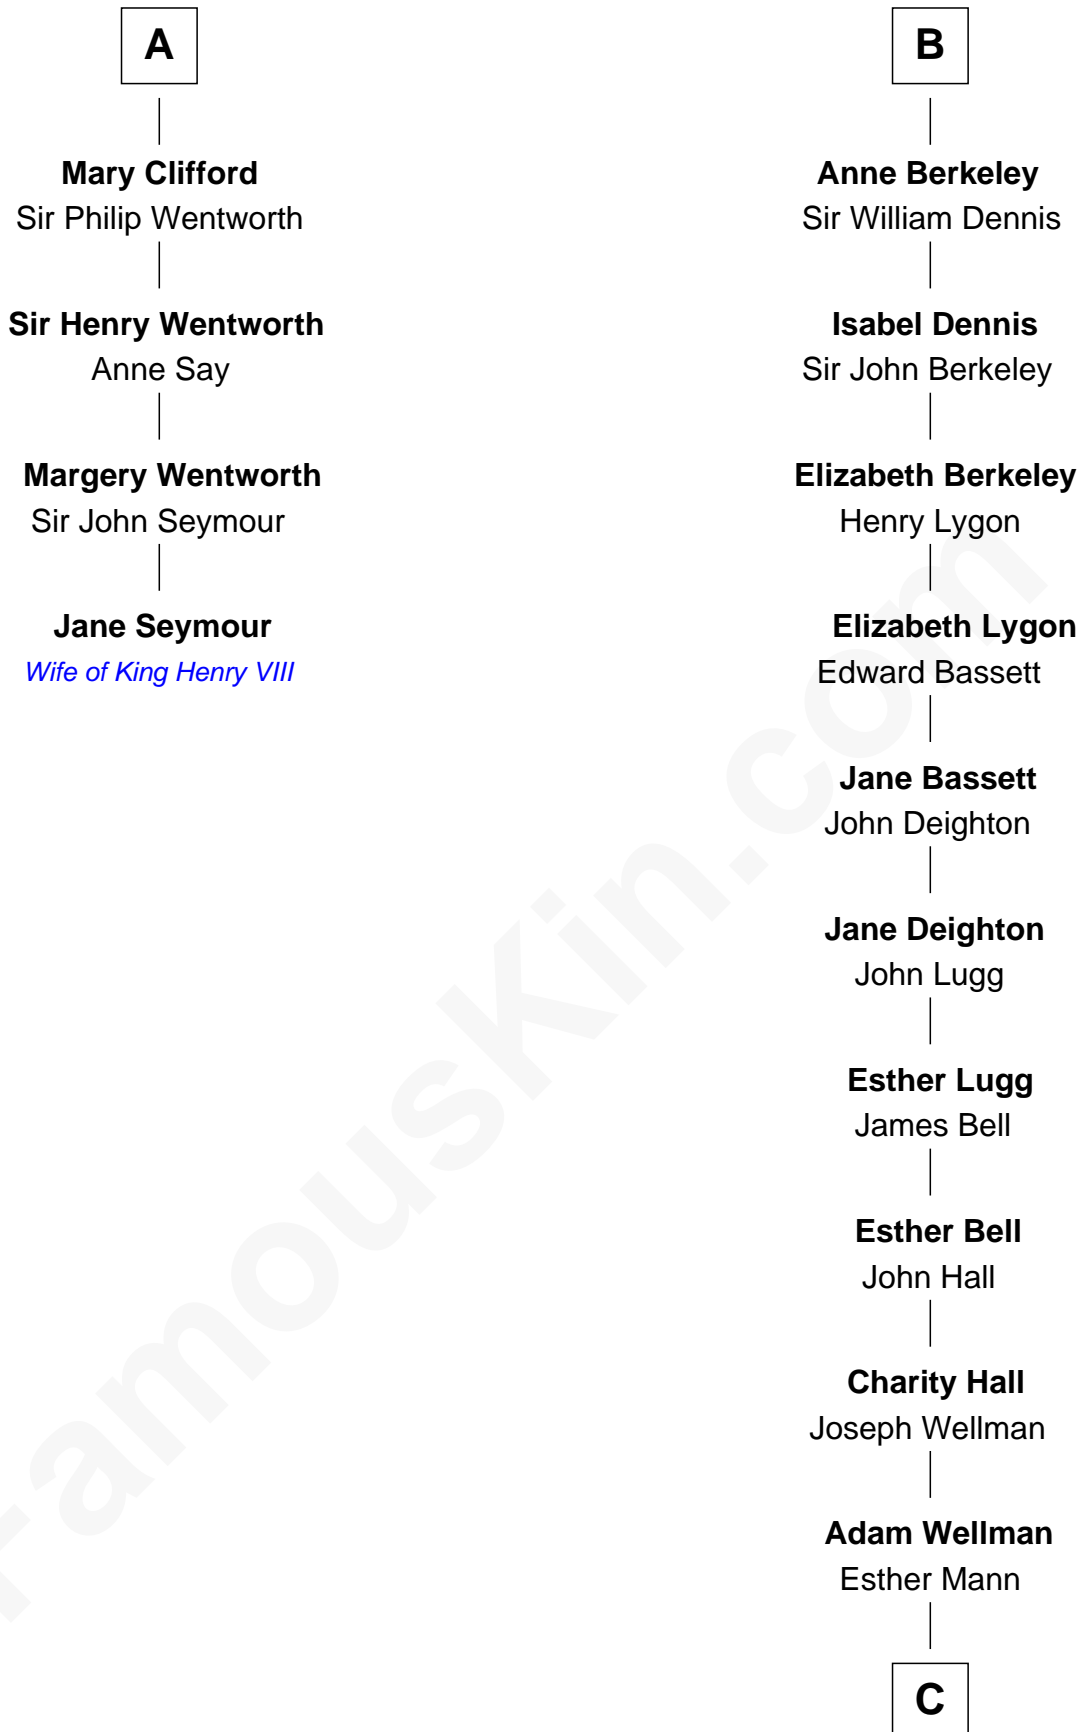 A
Mary Clifford
Sir Philip Wentworth
Sir Henry Wentworth
Anne Say
Margery Wentworth
Sir John Seymour
Jane Seymour
Wife of King Henry VIII
B
Anne Berkeley
Sir William Dennis
Isabel Dennis
Sir John Berkeley
Elizabeth Berkeley
Henry Lygon
Elizabeth Lygon
Edward Bassett
Jane Bassett
John Deighton
Jane Deighton
John Lugg
Esther Lugg
James Bell
Esther Bell
John Hall
Charity Hall
Joseph Wellman
Adam Wellman
Esther Mann
C
FamousKin.com